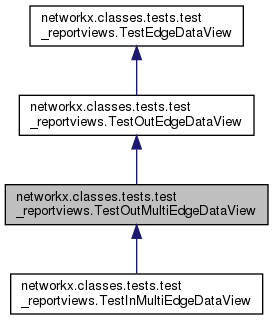 networkx.classes.tests.test
_reportviews.TestEdgeDataView
networkx.classes.tests.test
_reportviews.TestOutEdgeDataView
networkx.classes.tests.test
_reportviews.TestOutMultiEdgeDataView
networkx.classes.tests.test
_reportviews.TestInMultiEdgeDataView